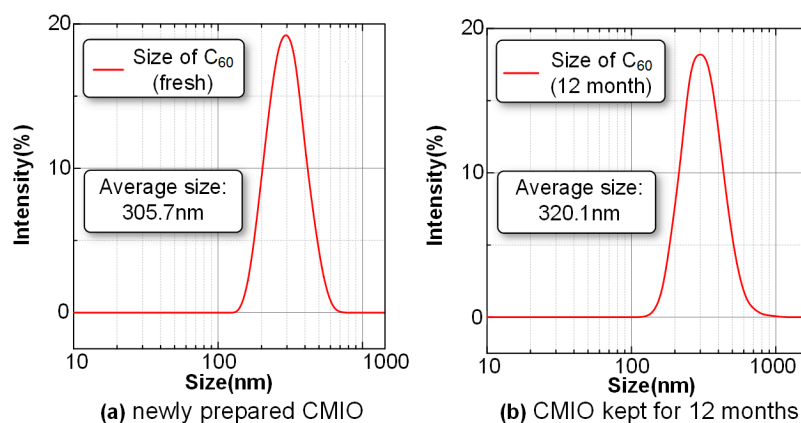 20
10
0
Intensity(%)
Size of C₆₀
(fresh)
Average size:
305.7nm
10
100
1000
Size(nm)
(a) newly prepared CMIO
20
10
0
Intensity(%)
Size of C₆₀
(12 month)
Average size:
320.1nm
10
100
1000
Size(nm)
(b) CMIO kept for 12 months